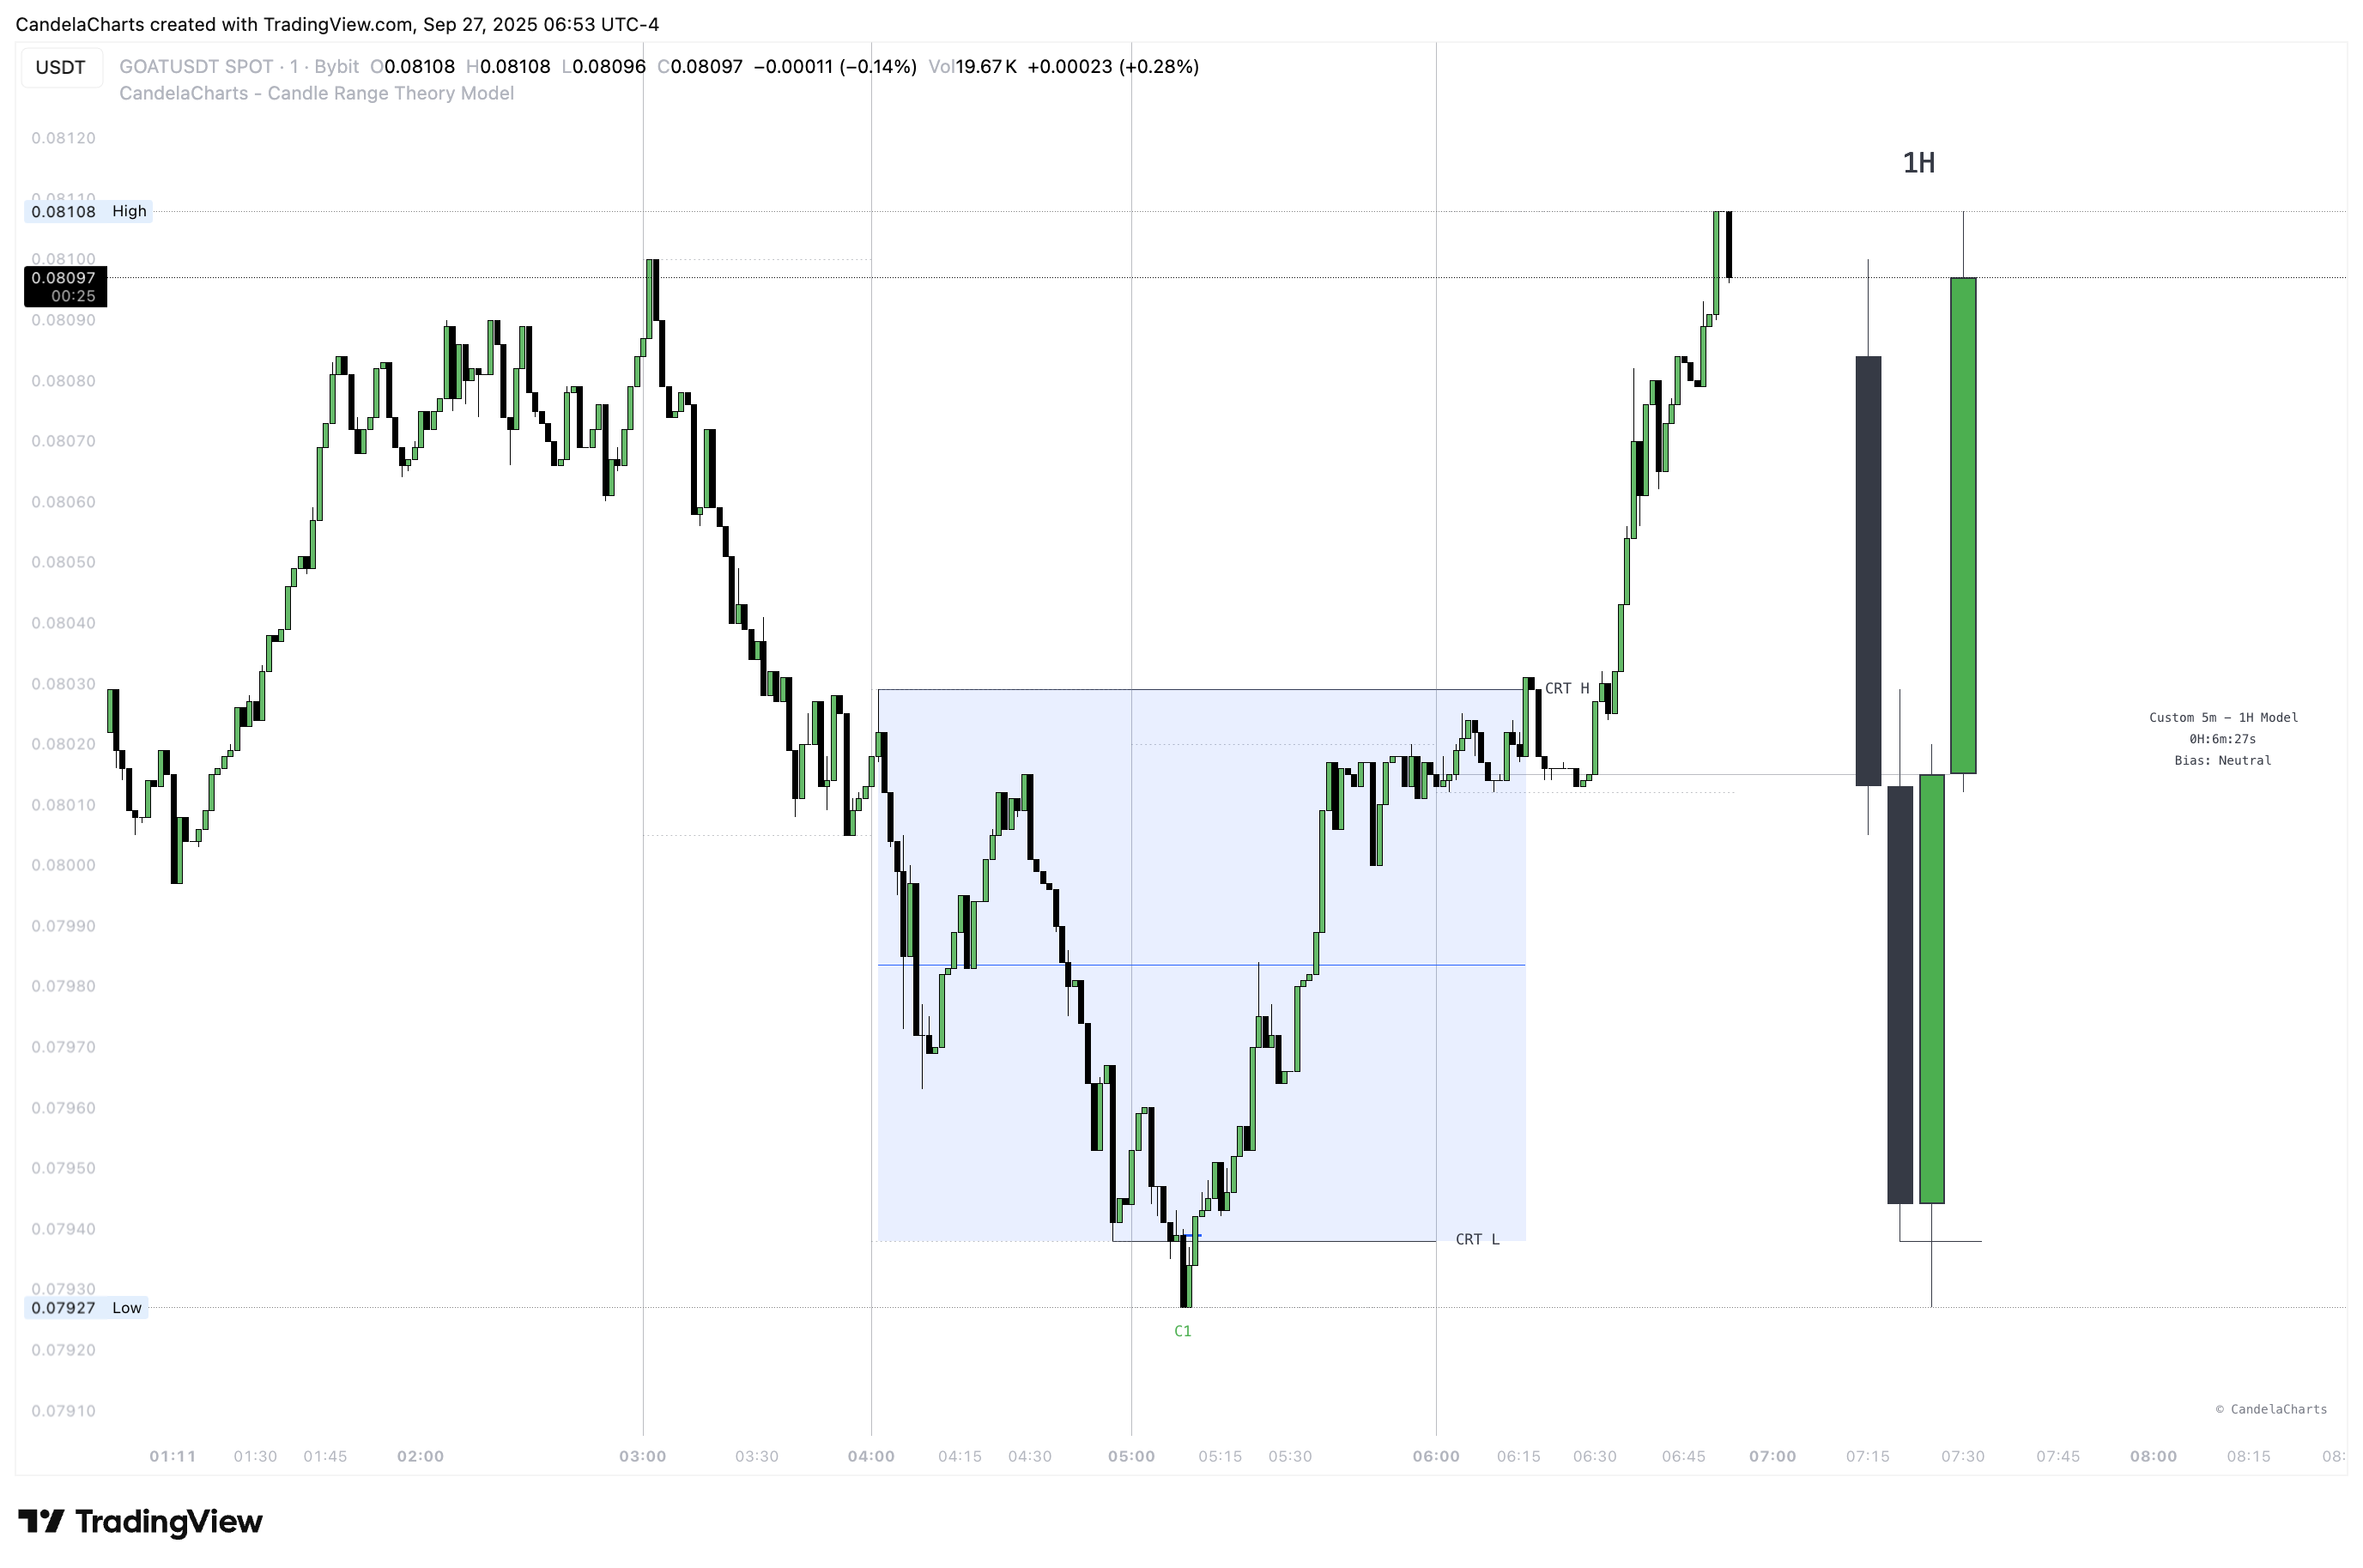 CandelaCharts created with TradingView.com, Sep 27, 2025 06:53 UTC-4
USDT
GOATUSDT SPOT · 1 · Bybit O0.08108 H0.08108 L0.08096 C0.08097 −0.00011 (−0.14%) Vol19.67 K +0.00023 (+0.28%)
CandelaCharts - Candle Range Theory Model
0.08120
1H
0.08110
0.08108 High
0.08100
0.08097
00:25
0.08090
0.08080
0.08070
0.08060
0.08050
0.08040
0.08030
CRT H
Custom 5m − 1H Model
0.08020
0H:6m:27s
Bias: Neutral
0.08010
0.08000
0.07990
0.07980
0.07970
0.07960
0.07950
0.07940
CRT L
0.07930
0.07927 Low
C1
0.07920
0.07910
© CandelaCharts
01:11 01:30 01:45 02:00 03:00 03:30 04:00 04:15 04:30 05:00 05:15 05:30 06:00 06:15 06:30 06:45 07:00 07:15 07:30 07:45 08:00 08:15 08:
TradingView